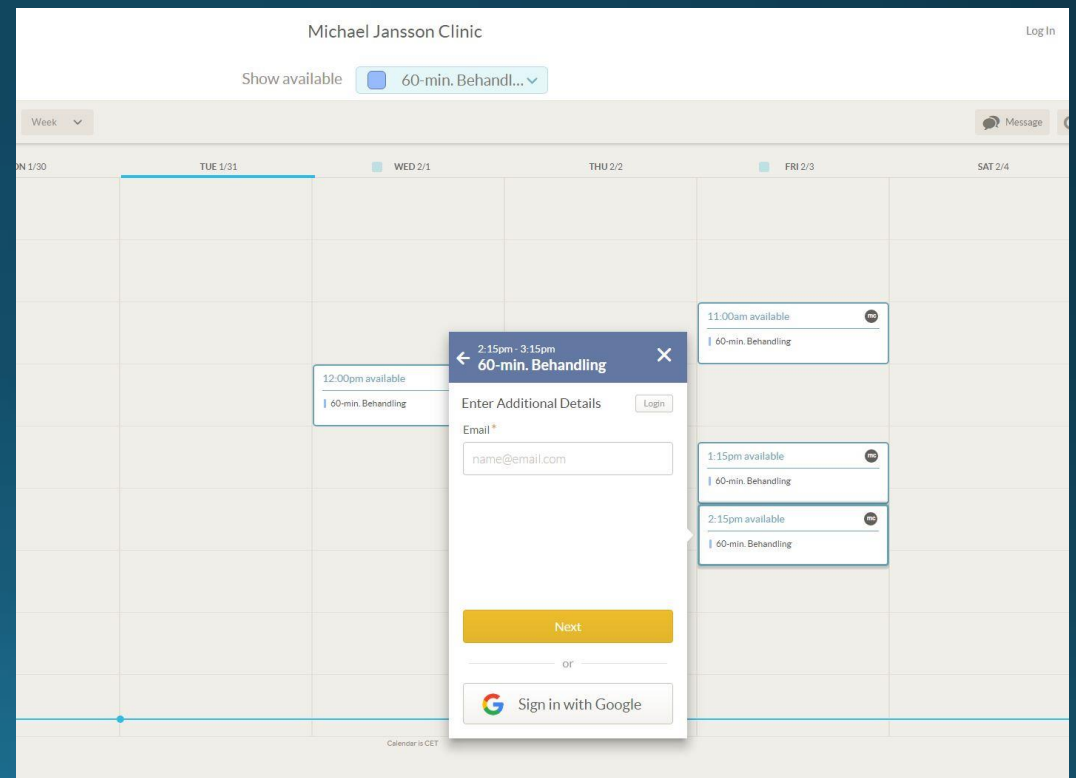 Michael Jansson Clinic
Log In
Show available
60-min. Behandl...
Week
Message
ON 1/30
TUE 1/31
WED 2/1
THU 2/2
FRI 2/3
SAT 2/4
11:00am available
mc
60-min. Behandling
12:00pm available
60-min. Behandling
2:15pm - 3:15pm
60-min. Behandling
Enter Additional Details
Login
Email *
name@email.com
1:15pm available
mc
60-min. Behandling
2:15pm available
mc
60-min. Behandling
Next
or
Sign in with Google
Calendar is CET